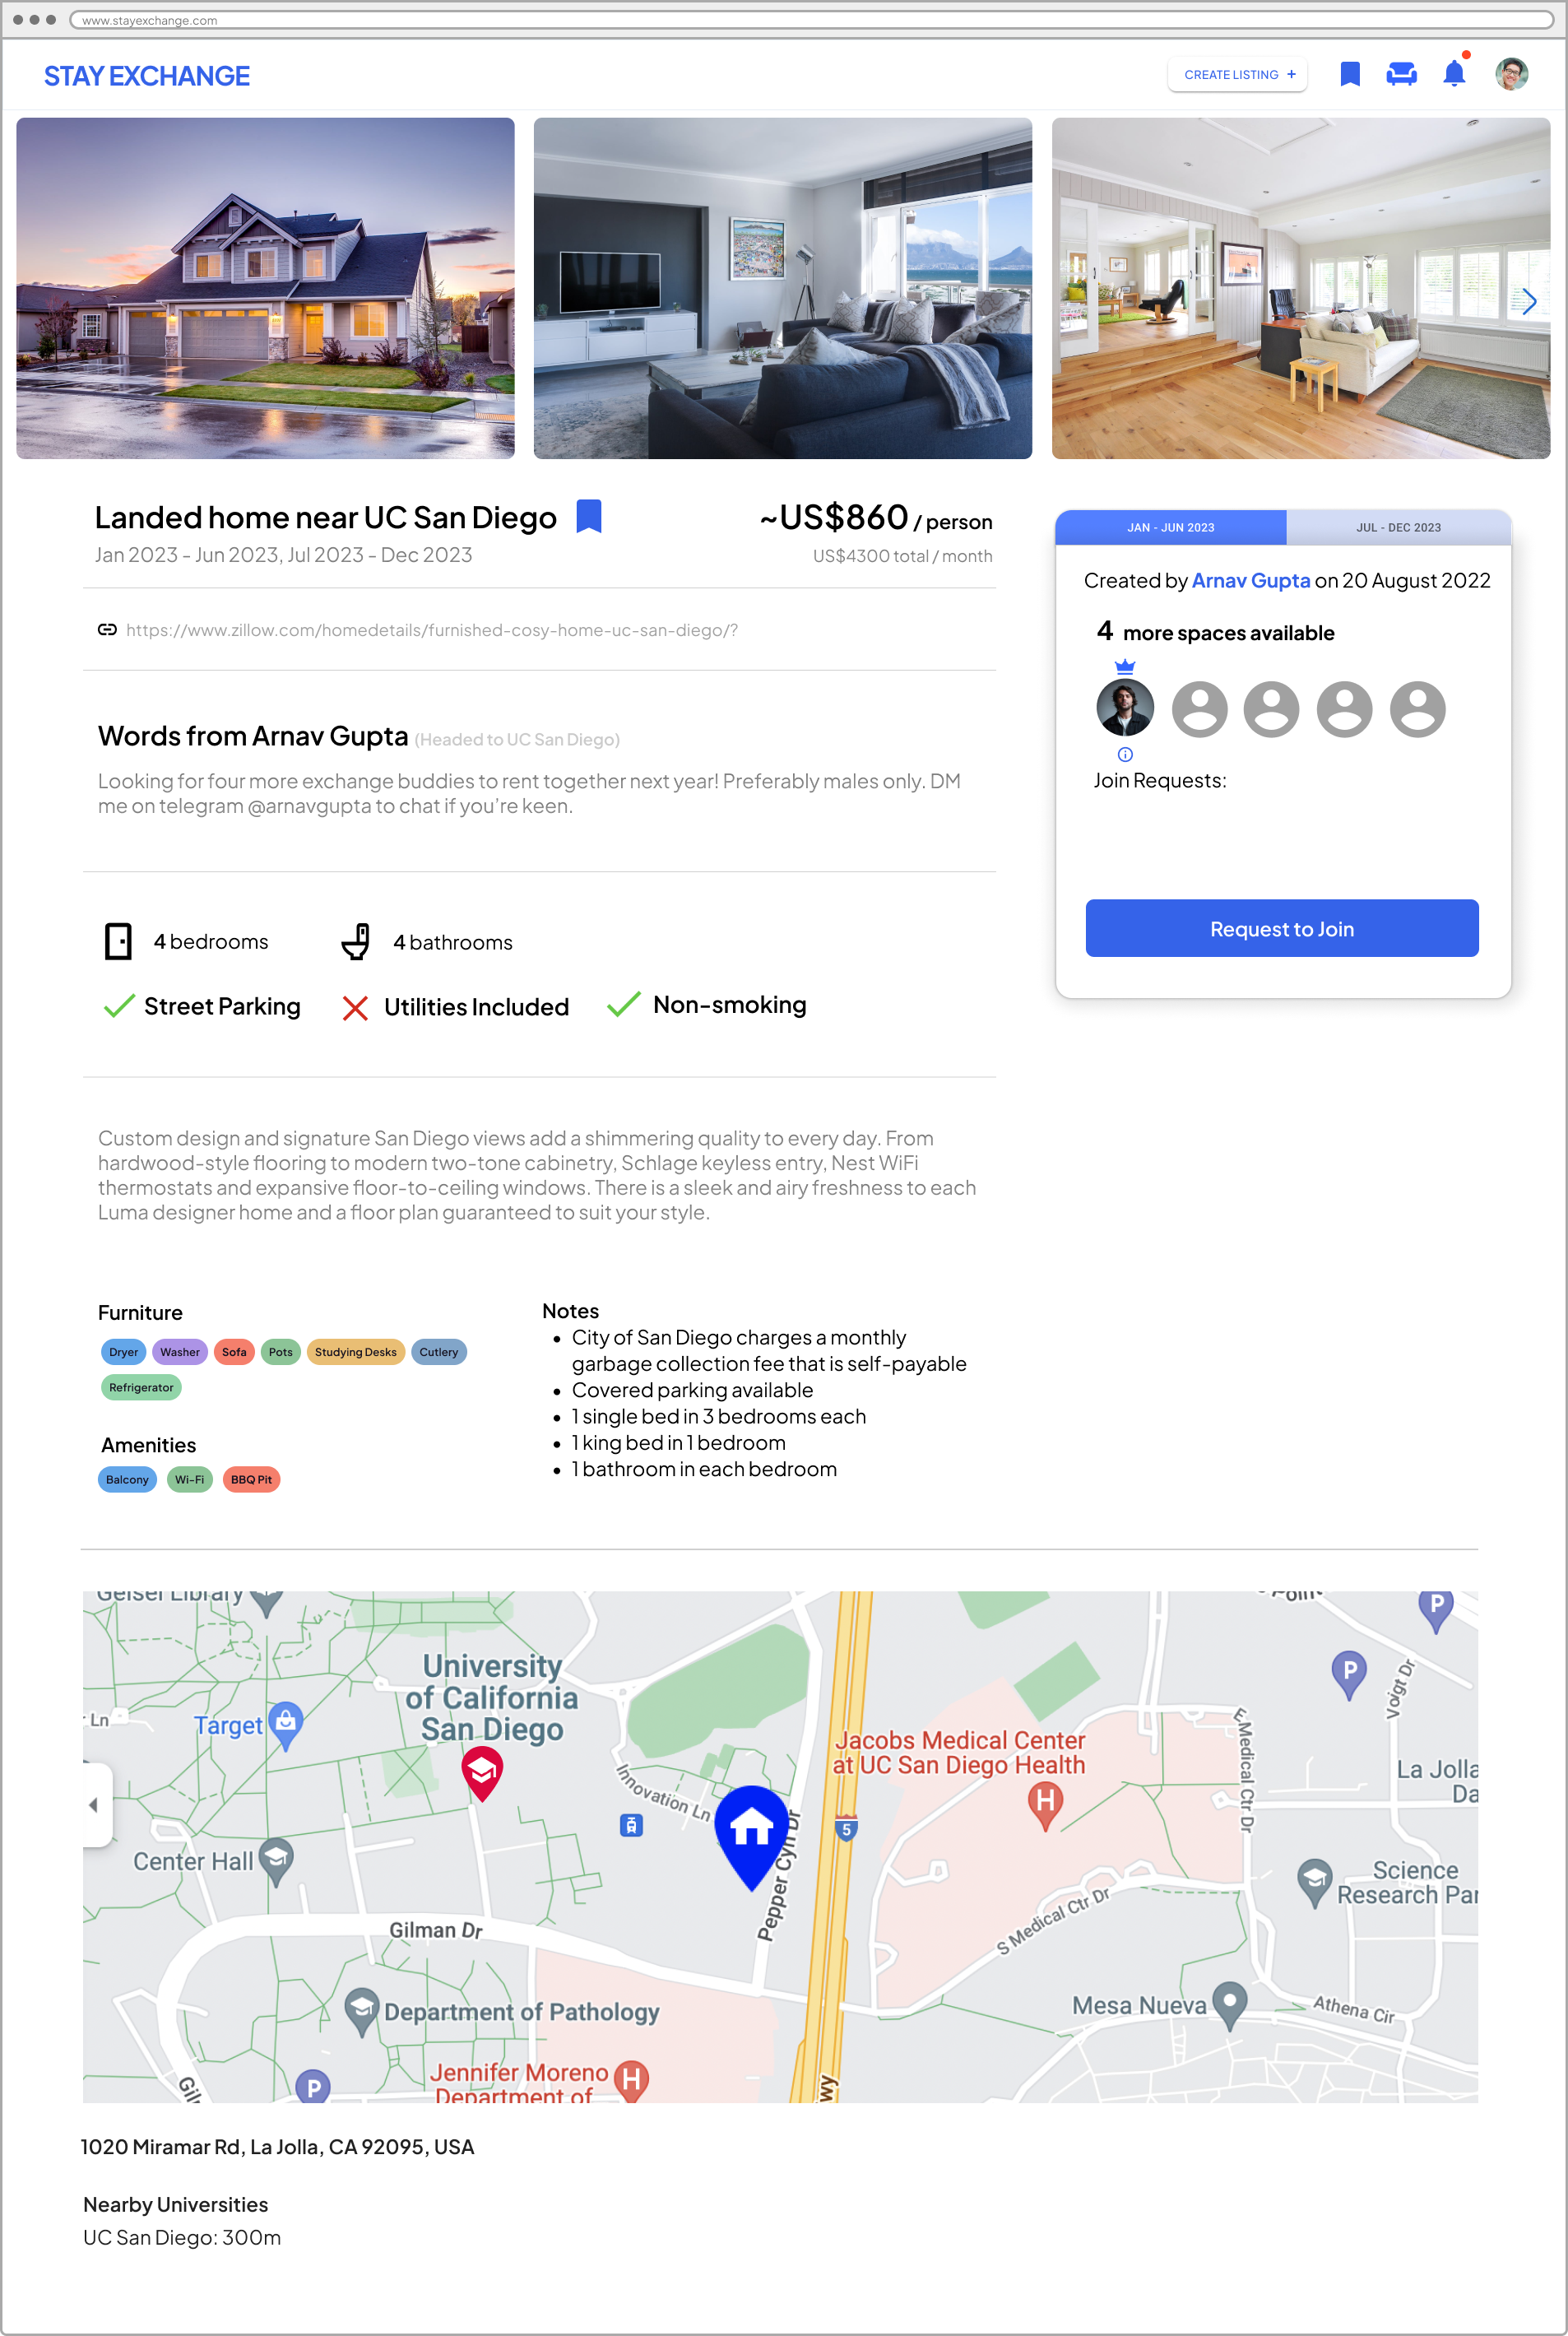 www.stayexchange.com
STAY EXCHANGE
CREATE LISTING +
Landed home near UC San Diego
Jan 2023 - Jun 2023, Jul 2023 - Dec 2023
~US$860 / person
US$4300 total / month
https://www.zillow.com/homedetails/furnished-cosy-home-uc-san-diego/?
Words from Arnav Gupta (Headed to UC San Diego)
Looking for four more exchange buddies to rent together next year! Preferably males only. DM
me on telegram @arnavgupta to chat if you're keen.
4 bedrooms
4 bathrooms
Street Parking
Utilities Included
Non-smoking
JAN - JUN 2023
JUL - DEC 2023
Created by Arnav Gupta on 20 August 2022
4 more spaces available
Join Requests:
Request to Join
Custom design and signature San Diego views add a shimmering quality to every day. From
hardwood-style flooring to modern two-tone cabinetry, Schlage keyless entry, Nest WiFi
thermostats and expansive floor-to-ceiling windows. There is a sleek and airy freshness to each
Luma designer home and a floor plan guaranteed to suit your style.
Furniture
Dryer
Washer
Sofa
Pots
Studying Desks
Cutlery
Refrigerator
Amenities
Balcony
Wi-Fi
BBQ Pit
Notes
• City of San Diego charges a monthly
garbage collection fee that is self-payable
• Covered parking available
• 1 single bed in 3 bedrooms each
• 1 king bed in 1 bedroom
• 1 bathroom in each bedroom
Geisel Library
University
of California
San Diego
Target
Ln
Innovation Ln
Jacobs Medical Center
at UC San Diego Health
H
5
P
P
Voigt Dr
E Medical Ctr Dr
La Jolla
Da
Center Hall
Pepper Cyn Dr
Science
Research Par
S Medical Ctr Dr
Gilman Dr
Department of Pathology
Mesa Nueva
Athena Cir
Jennifer Moreno
Department of
H
P
Gil
wy
1020 Miramar Rd, La Jolla, CA 92095, USA
Nearby Universities
UC San Diego: 300m